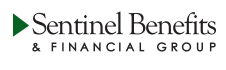 Sentinel Benefits
& FINANCIAL GROUP